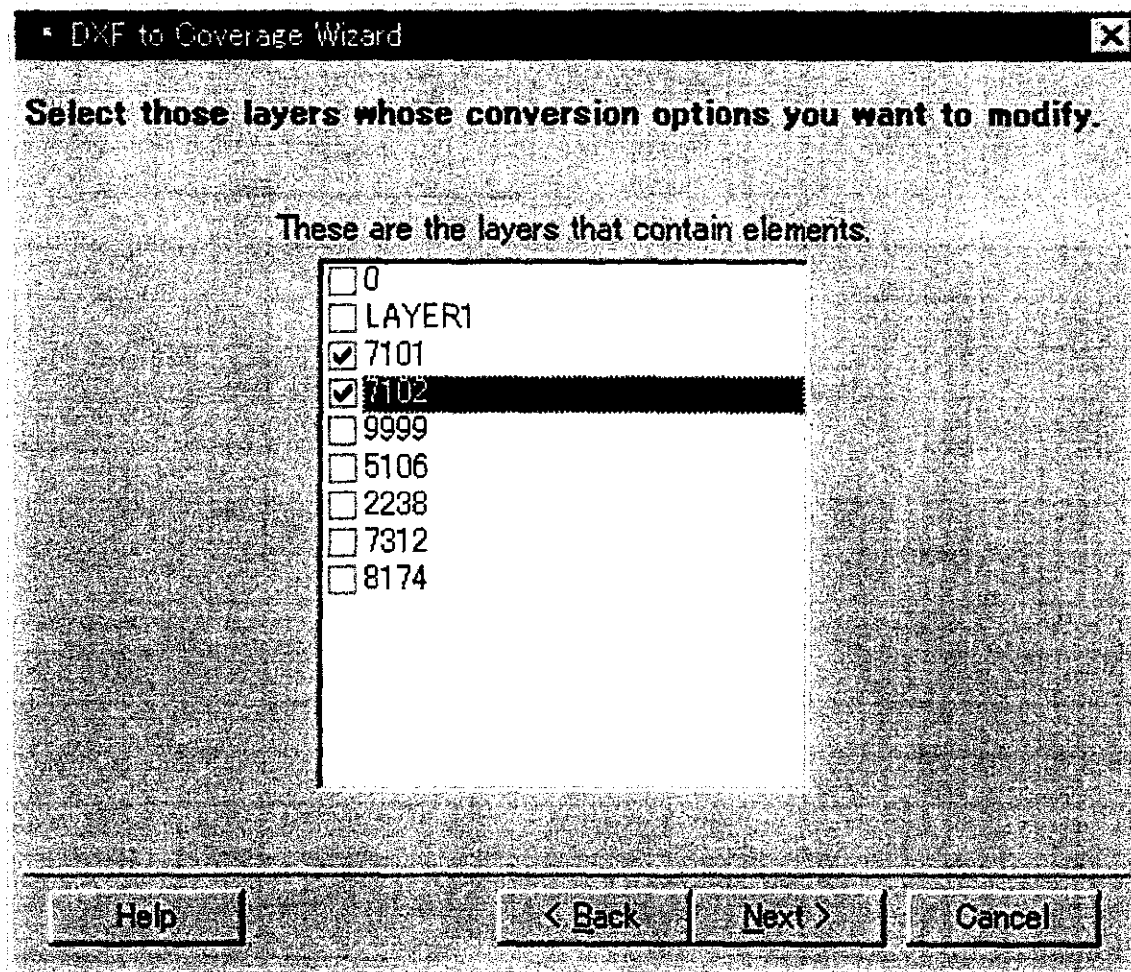 DXF to Coverage Wizard
Select those layers whose conversion options you want to modify.
These are the layers that contain elements.
0
LAYER1
7101
7102
9999
5106
2238
7312
8174
Help
< Back
Next >
Cancel